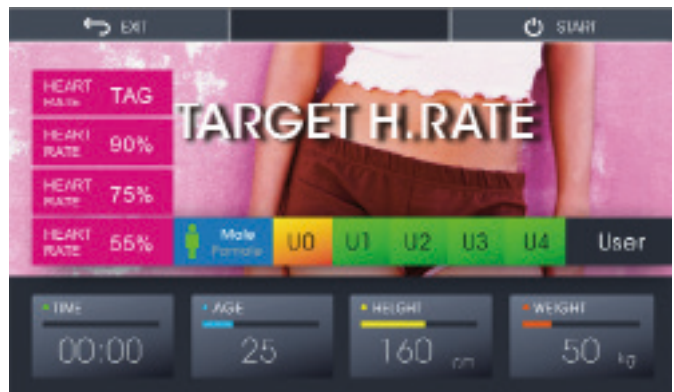 EXIT
START
HEART RATE TAG
TARGET H.RATE
HEART RATE 90%
HEART RATE 75%
HEART RATE 55%
Male
Female
U0 U1 U2 U3 U4 User
TIME
AGE
HEIGHT
WEIGHT
00:00
25
160 cm
50 kg